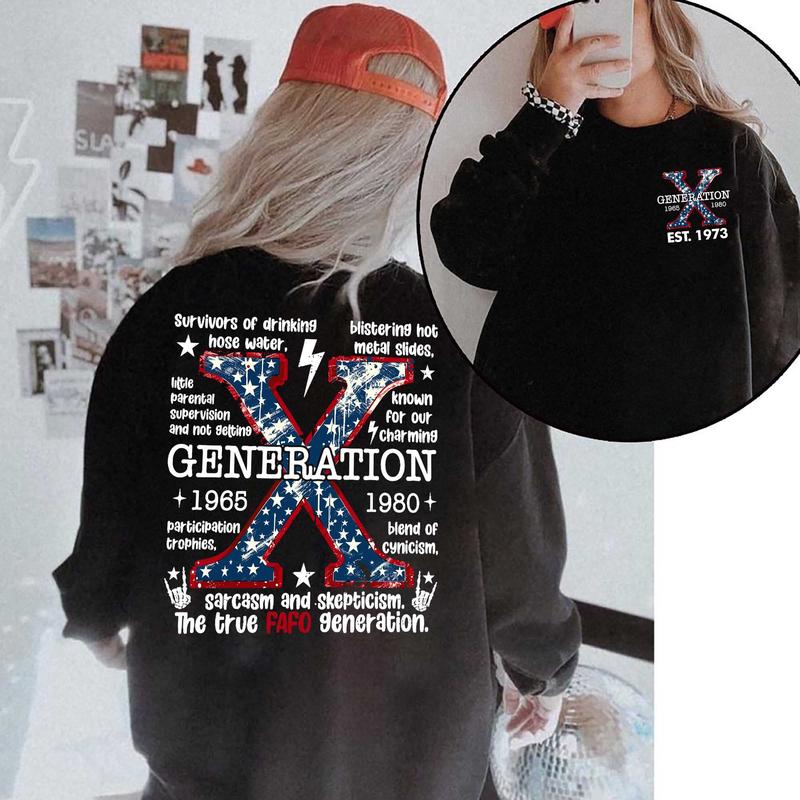 Survivors of drinking
hose water,
blistering hot
metal slides,
little
parental
supervision
and not getting
known
for our
charming
X
GENERATION
1965
1980
participation
trophies,
blend of
cynicism,
sarcasm and skepticism.
The true FAFO generation.
X
GENERATION
1965 1980
EST. 1973